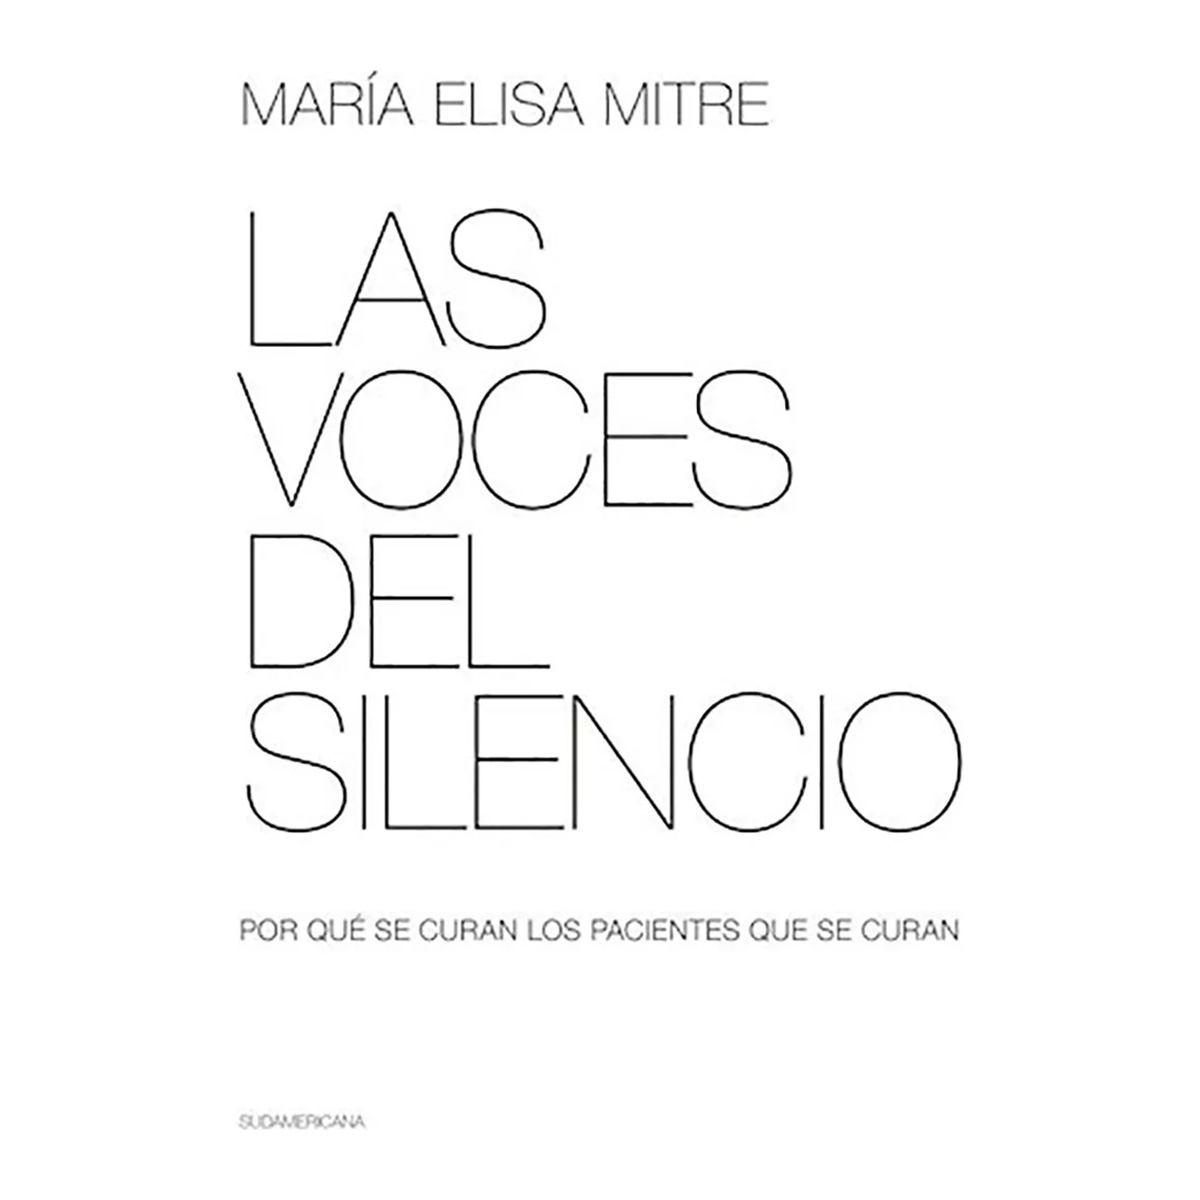 MARÍA ELISA MITRE
LAS
VOCES
DEL
SILENCIO
POR QUÉ SE CURAN LOS PACIENTES QUE SE CURAN
SUDAMERICANA